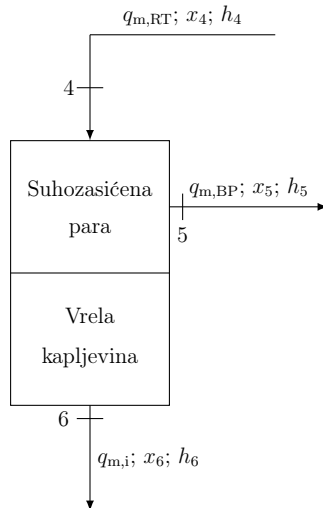 q_{m,RT}; x_4; h_4
4
Suhozasićena
para
q_{m,BP}; x_5; h_5
5
Vrela
kapljevina
6
q_{m,i}; x_6; h_6